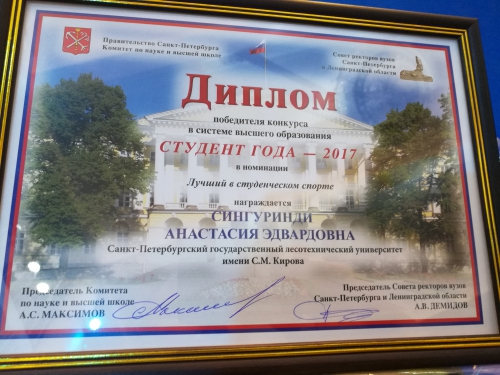 Правительство Санкт-Петербурга
Комитет по науке и высшей школе
Совет ректоров вузов
Санкт-Петербурга
и Ленинградской области
Диплом
победителя конкурса
в системе высшего образования
СТУДЕНТ ГОДА — 2017
в номинации
Лучший в студенческом спорте
награждается
СИНГУРИНДИ
АНАСТАСИЯ ЭДВАРДОВНА
Санкт-Петербургский государственный лесотехнический университет
имени С.М. Кирова
Председатель Комитета
по науке и высшей школе
А.С. МАКСИМОВ
Председатель Совета ректоров вузов
Санкт-Петербурга и Ленинградской области
А.В. ДЕМИДОВ